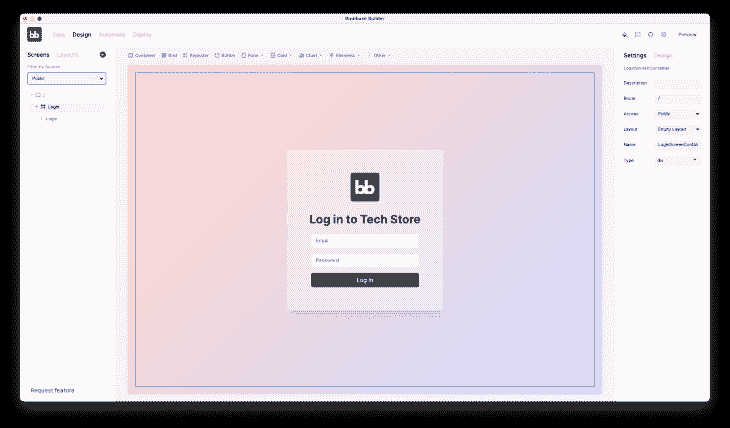 Budibase Builder
bb Data Design Automate Deploy
Preview
Screens Layouts
Filter by Access
Public
/
Login
Login
Request feature
Container Grid Repeater Button Form Card Chart Elements Other
bb
Log in to Tech Store
Email
Password
Log In
Settings Design
Description
Route /
Access Public
Layout Empty Layout
Name
Type div